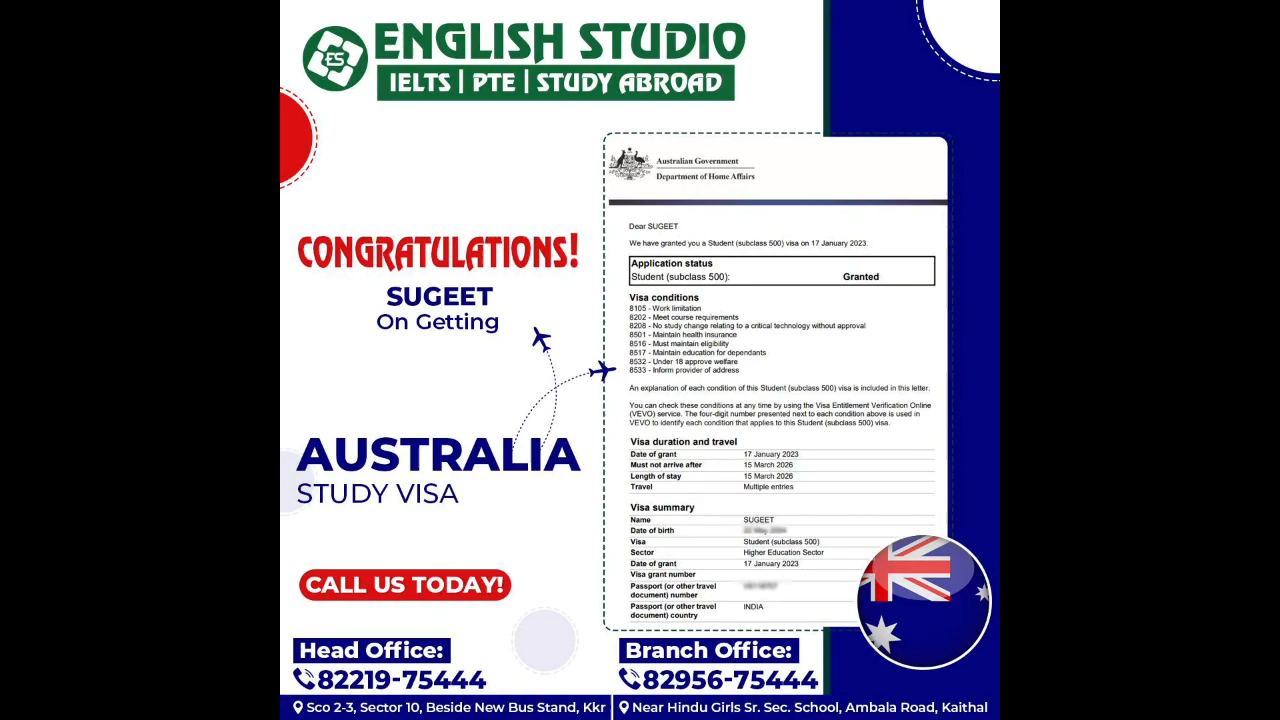 ES
ENGLISH STUDIO
IELTS | PTE | STUDY ABROAD
CONGRATULATIONS!
SUGEET
On Getting
AUSTRALIA
STUDY VISA
CALL US TODAY!
Australian Government
Department of Home Affairs
Dear SUGEET
We have granted you a Student (subclass 500) visa on 17 January 2023.
Application status
Student (subclass 500): Granted
Visa conditions
8105 - Work limitation
8202 - Meet course requirements
8208 - No study change relating to a critical technology without approval
8501 - Maintain health insurance
8516 - Must maintain eligibility
8517 - Maintain education for dependants
8532 - Under 18 approve welfare
8533 - Inform provider of address
An explanation of each condition of this Student (subclass 500) visa is included in this letter.
You can check these conditions at any time by using the Visa Entitlement Verification Online
(VEVO) service. The four-digit number presented next to each condition above is used in
VEVO to identify each condition that applies to this Student (subclass 500) visa.
Visa duration and travel
Date of grant 17 January 2023
Must not arrive after 15 March 2026
Length of stay 15 March 2026
Travel Multiple entries
Visa summary
Name SUGEET
Date of birth
Visa Student (subclass 500)
Sector Higher Education Sector
Date of grant 17 January 2023
Visa grant number
Passport (or other travel
document) number
Passport (or other travel INDIA
document) country
Head Office:
82219-75444
Sco 2-3, Sector 10, Beside New Bus Stand, Kkr
Branch Office:
82956-75444
Near Hindu Girls Sr. Sec. School, Ambala Road, Kaithal